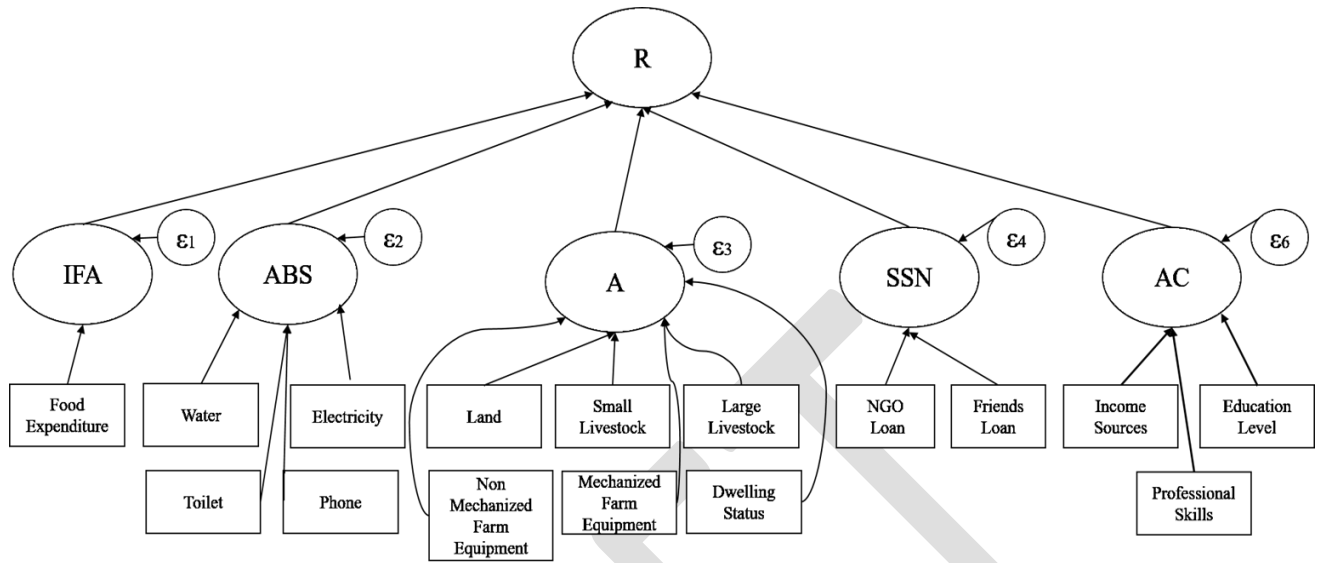 R
IFA
ε1
ABS
ε2
A
ε3
SSN
ε4
AC
ε6
Food
Expenditure
Water
Electricity
Land
Small
Livestock
Large
Livestock
NGO
Loan
Friends
Loan
Income
Sources
Education
Level
Toilet
Phone
Non
Mechanized
Farm
Equipment
Mechanized
Farm
Equipment
Dwelling
Status
Professional
Skills